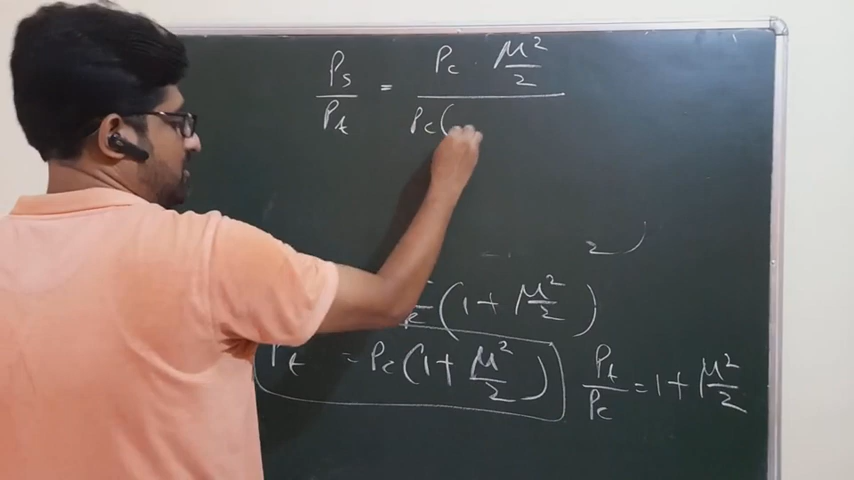 Ps/Pt = Pc · μ²/2
Pc(
(1 + μ²/2)
Pt = Pc(1 + μ²/2)
Pt/Pc = 1 + μ²/2